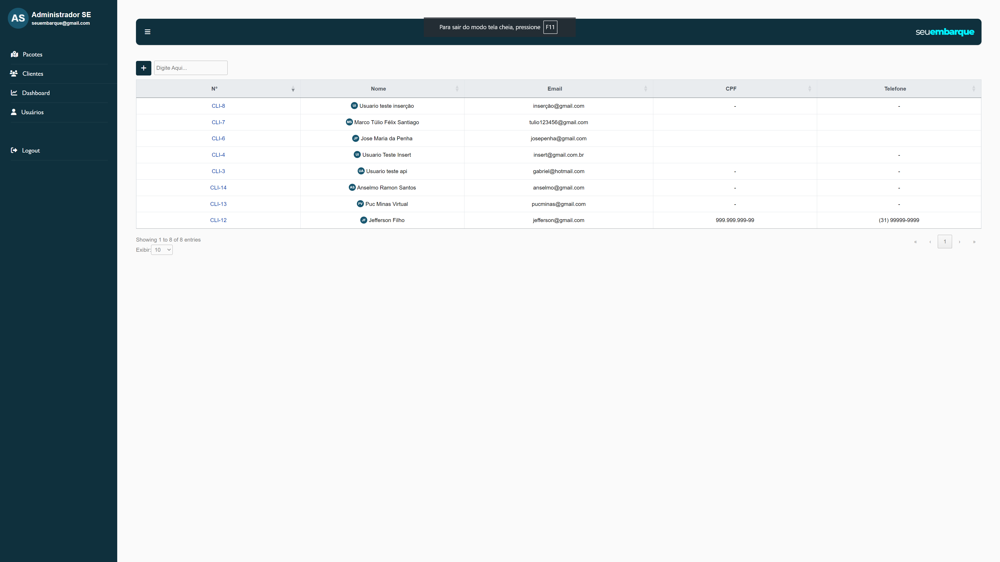 AS
Administrador SE
seuembarque@gmail.com
Pacotes
Clientes
Dashboard
Usuários
Logout
Para sair do modo tela cheia, pressione F11
seuembarque
Digite Aqui...
N° Nome Email CPF Telefone
CLI-8 UI Usuario teste inserção inserção@gmail.com - -
CLI-7 MS Marco Túlio Félix Santiago tulio123456@gmail.com
CLI-6 JP Jose Maria da Penha josepenha@gmail.com
CLI-4 UI Usuario Teste Insert insert@gmail.com.br -
CLI-3 UA Usuario teste api gabriel@hotmail.com - -
CLI-14 AS Anselmo Ramon Santos anselmo@gmail.com - -
CLI-13 PV Puc Minas Virtual pucminas@gmail.com - -
CLI-12 JF Jefferson Filho jefferson@gmail.com 999.999.999-99 (31) 99999-9999
Showing 1 to 8 of 8 entries
Exibir: 10
« ‹ 1 › »